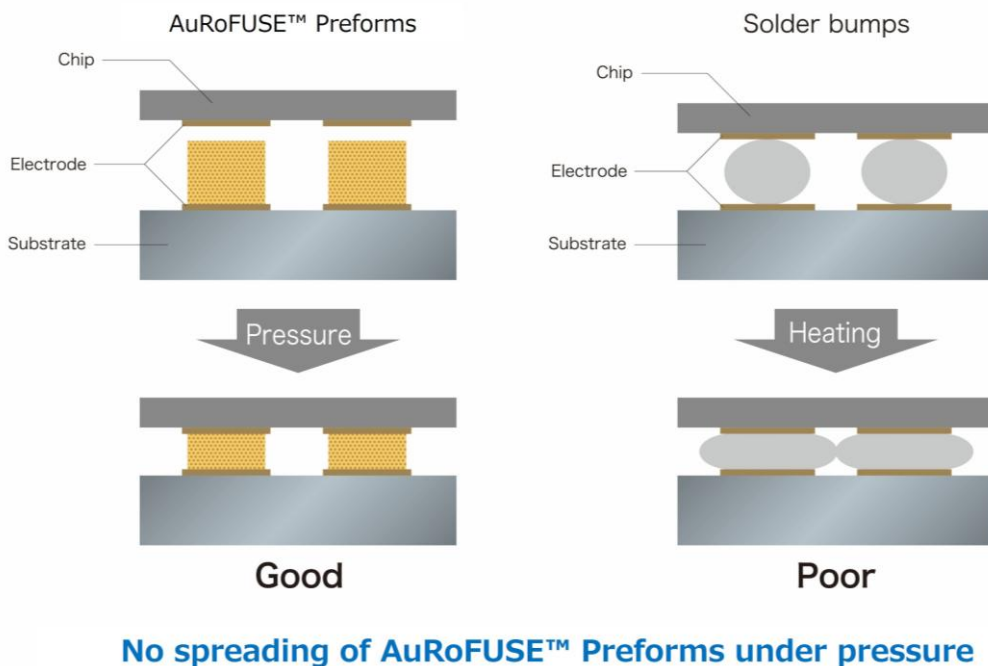 AuRoFUSE™ Preforms
Chip
Electrode
Substrate
Pressure
Good
Solder bumps
Chip
Electrode
Substrate
Heating
Poor
No spreading of AuRoFUSE™ Preforms under pressure